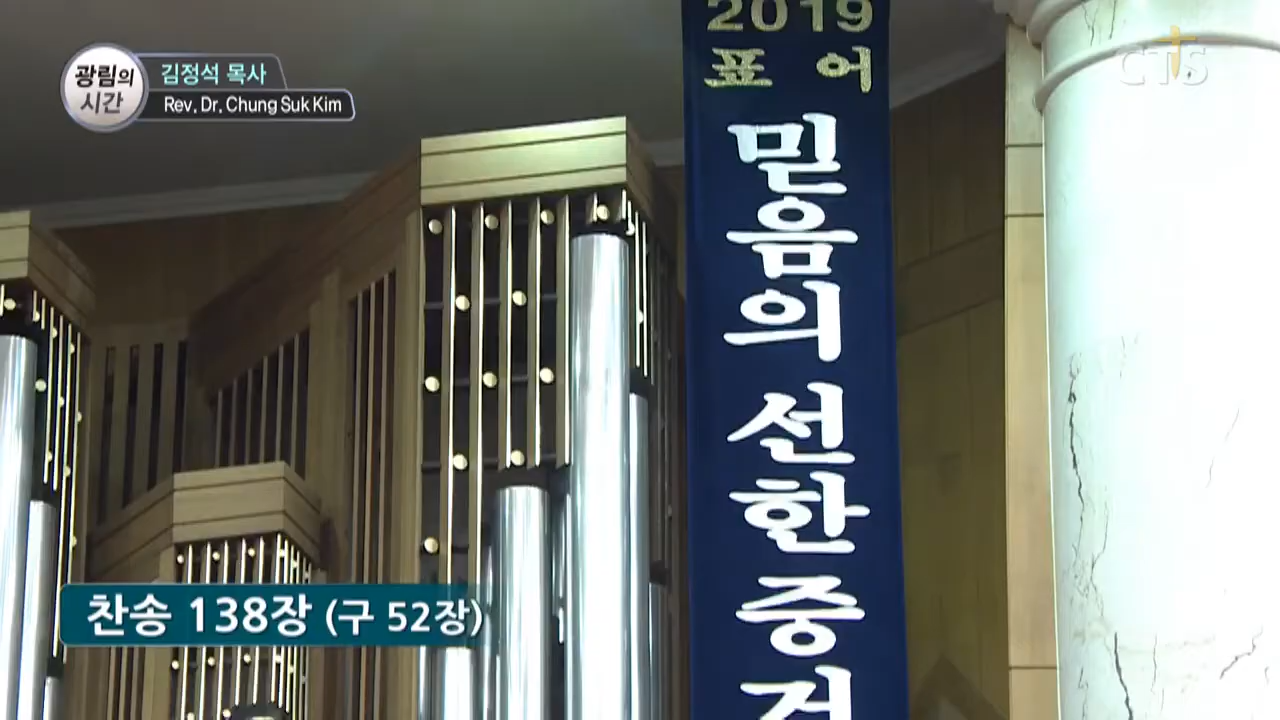 광림의
시간
김정석 목사
Rev. Dr. Chung Suk Kim
CTS
2019
표 어
믿음의 선한
찬송 138장 (구 52장)